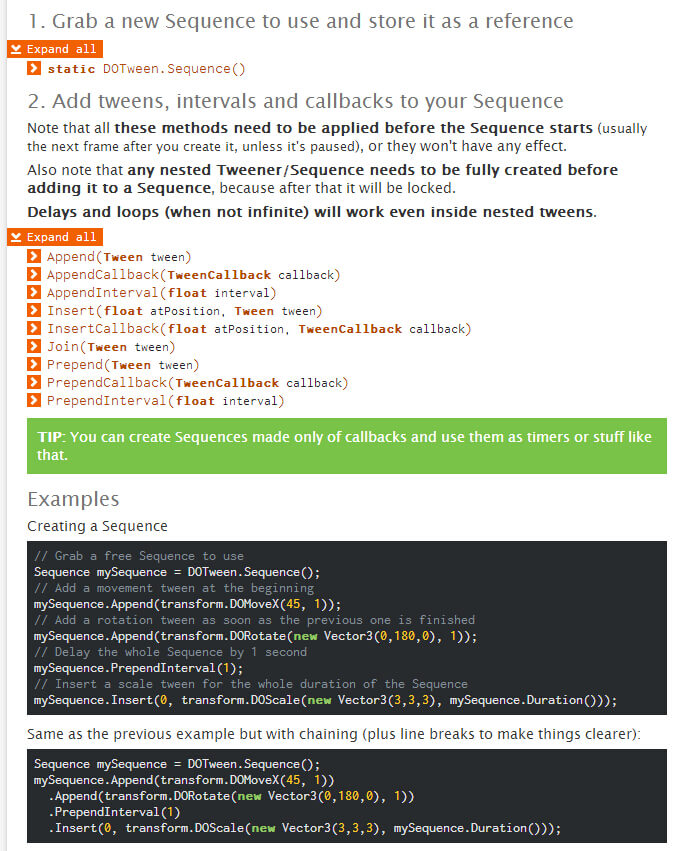 1. Grab a new Sequence to use and store it as a reference
Expand all
static DOTween.Sequence()
2. Add tweens, intervals and callbacks to your Sequence
Note that all these methods need to be applied before the Sequence starts (usually
the next frame after you create it, unless it's paused), or they won't have any effect.
Also note that any nested Tweener/Sequence needs to be fully created before
adding it to a Sequence, because after that it will be locked.
Delays and loops (when not infinite) will work even inside nested tweens.
Expand all
Append(Tween tween)
AppendCallback(TweenCallback callback)
AppendInterval(float interval)
Insert(float atPosition, Tween tween)
InsertCallback(float atPosition, TweenCallback callback)
Join(Tween tween)
Prepend(Tween tween)
PrependCallback(TweenCallback callback)
PrependInterval(float interval)
TIP: You can create Sequences made only of callbacks and use them as timers or stuff like
that.
Examples
Creating a Sequence
// Grab a free Sequence to use
Sequence mySequence = DOTween.Sequence();
// Add a movement tween at the beginning
mySequence.Append(transform.DOMoveX(45, 1));
// Add a rotation tween as soon as the previous one is finished
mySequence.Append(transform.DORotate(new Vector3(0,180,0), 1));
// Delay the whole Sequence by 1 second
mySequence.PrependInterval(1);
// Insert a scale tween for the whole duration of the Sequence
mySequence.Insert(0, transform.DOScale(new Vector3(3,3,3), mySequence.Duration()));
Same as the previous example but with chaining (plus line breaks to make things clearer):
Sequence mySequence = DOTween.Sequence();
mySequence.Append(transform.DOMoveX(45, 1))
.Append(transform.DORotate(new Vector3(0,180,0), 1))
.PrependInterval(1)
.Insert(0, transform.DOScale(new Vector3(3,3,3), mySequence.Duration()));